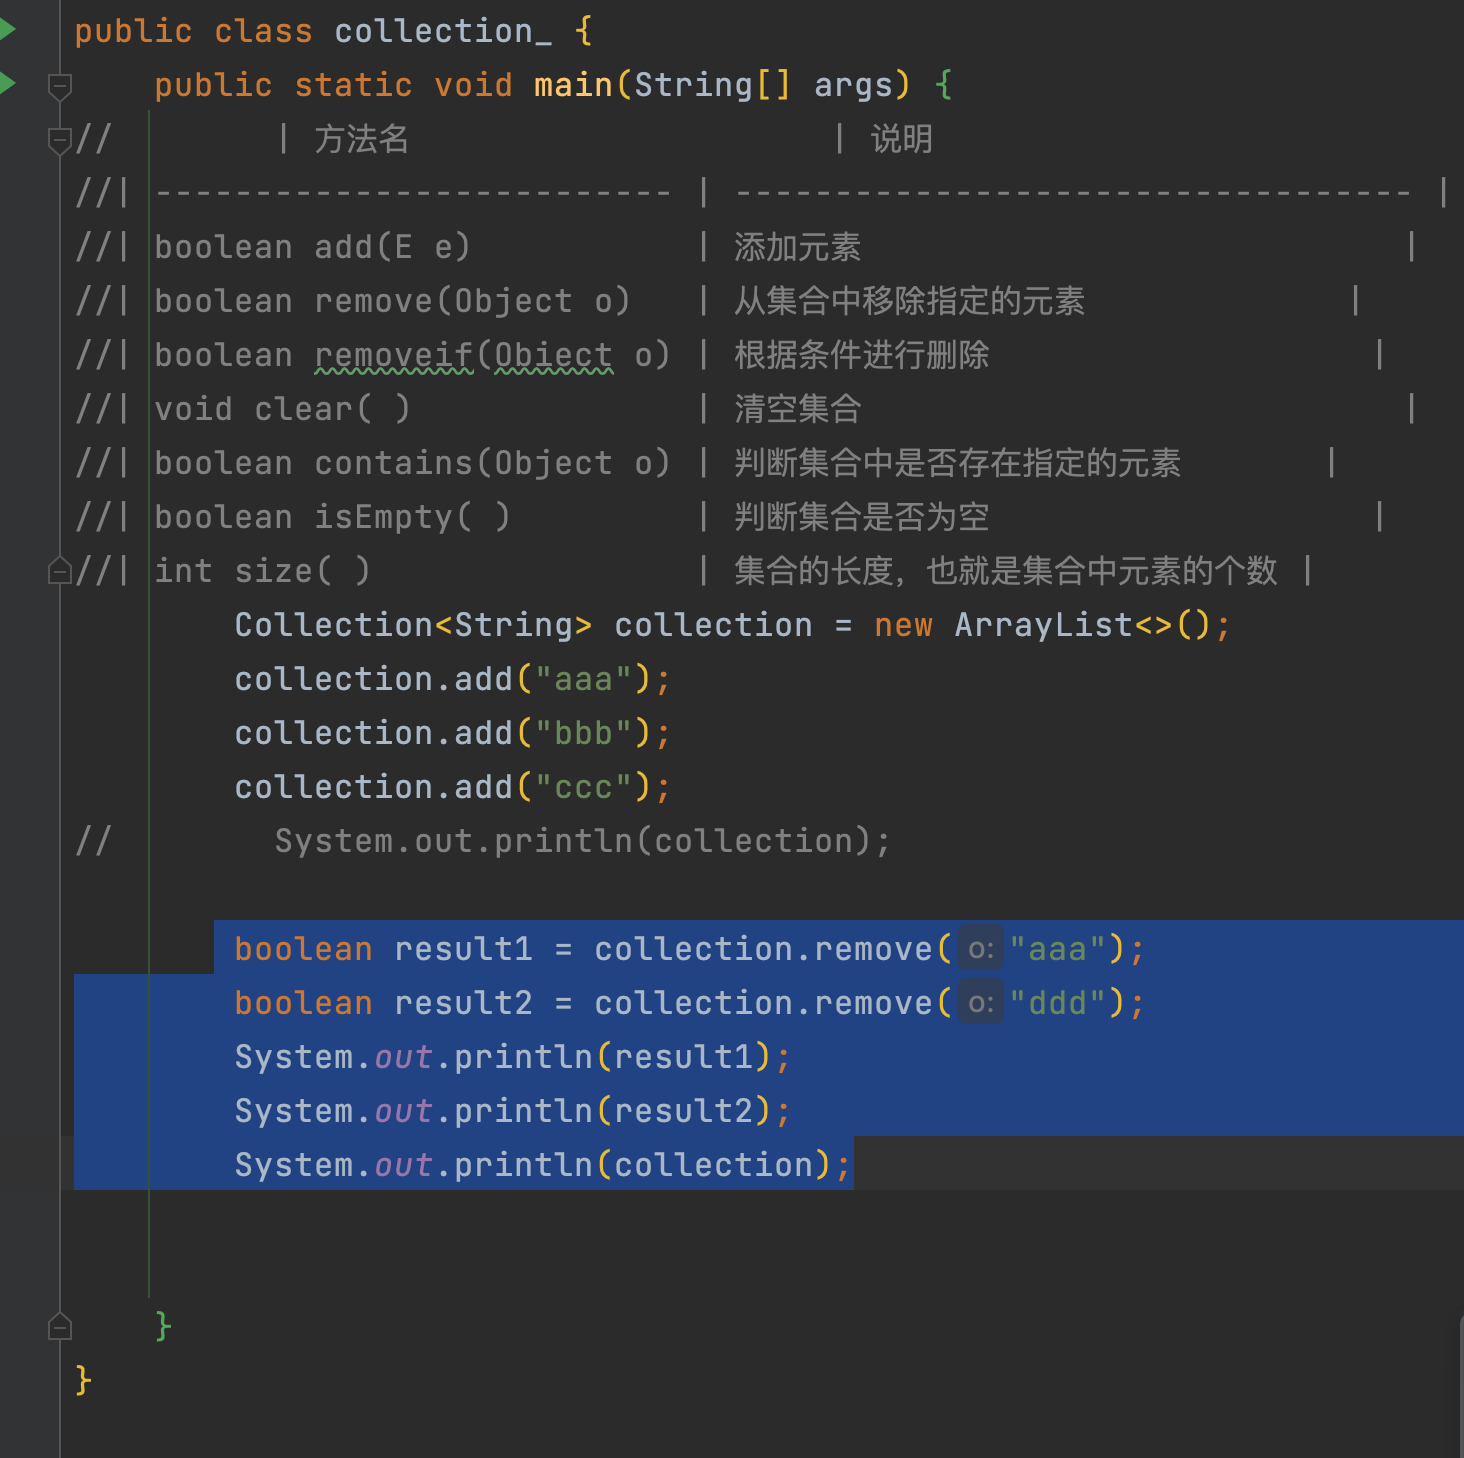 public class collection_ {
    public static void main(String[] args) {
//        | 方法名                     | 说明
//| -------------------------- | ---------------------------------- |
//| boolean add(E e)           | 添加元素                           |
//| boolean remove(Object o)   | 从集合中移除指定的元素             |
//| boolean removeif(Obiect o) | 根据条件进行删除                   |
//| void clear( )              | 清空集合                           |
//| boolean contains(Object o) | 判断集合中是否存在指定的元素       |
//| boolean isEmpty( )         | 判断集合是否为空                   |
//| int size( )                | 集合的长度，也就是集合中元素的个数 |
        Collection<String> collection = new ArrayList<>();
        collection.add("aaa");
        collection.add("bbb");
        collection.add("ccc");
//        System.out.println(collection);
        boolean result1 = collection.remove( o: "aaa");
        boolean result2 = collection.remove( o: "ddd");
        System.out.println(result1);
        System.out.println(result2);
        System.out.println(collection);
    }
}